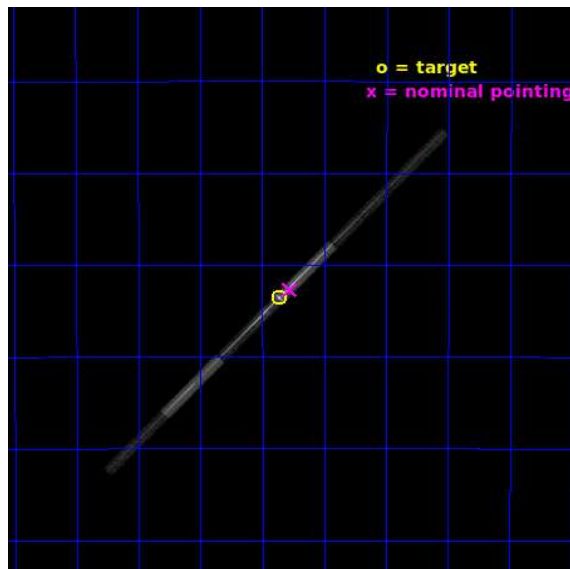 o = target
x = nominal pointing